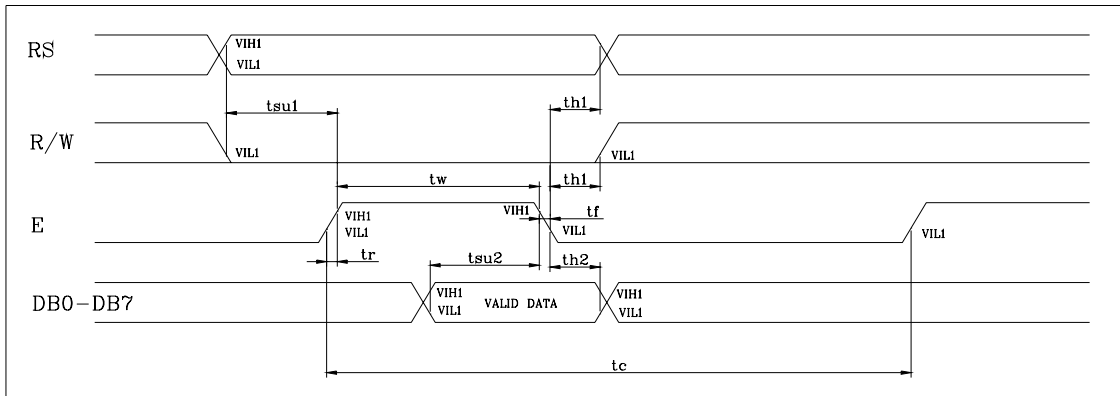 RS
VIH1
VIL1
th1
tsu1
R/W
VIL1
VIL1
tw
th1
E
VIH1
VIL1
VIH1
tf
VIL1
VIL1
tr
tsu2
th2
DB0-DB7
VIH1
VIL1
VALID DATA
VIH1
VIL1
tc